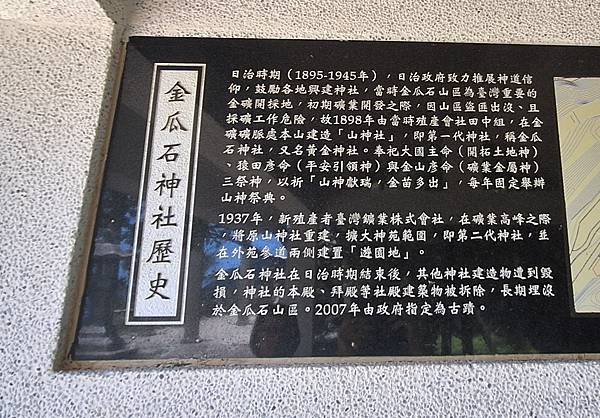 金瓜石神社歷史
日治時期（1895-1945年），日治政府致力推展神道信
仰，鼓勵各地興建神社，當時金瓜石山區為臺灣重要的
金礦開採地，初期礦業開發之際，因山區盜匪出沒、且
採礦工作危險，故1898年由當時殖產會社田中組，在金
礦礦脈處本山建造「山神社」，即第一代神社，稱金瓜
石神社，又名黃金神社。奉祀大國主命（開拓土地神）
、猿田彥命（平安引領神）與金山彥命（礦業金屬神）
三祭神，以祈「山神獻瑞，金苗多出」，每年固定舉辦
山神祭典。
1937年，新殖產者臺灣鑛業株式會社，在礦業高峰之際
，將原山神社重建，擴大神苑範圍，即第二代神社，並
在外苑參道兩側建置「遊園地」。
金瓜石神社在日治時期結束後，其他神社建造物遭到毀
損，神社的本殿、拜殿等社殿建築物被拆除，長期埋沒
於金瓜石山區。2007年由政府指定為古蹟。